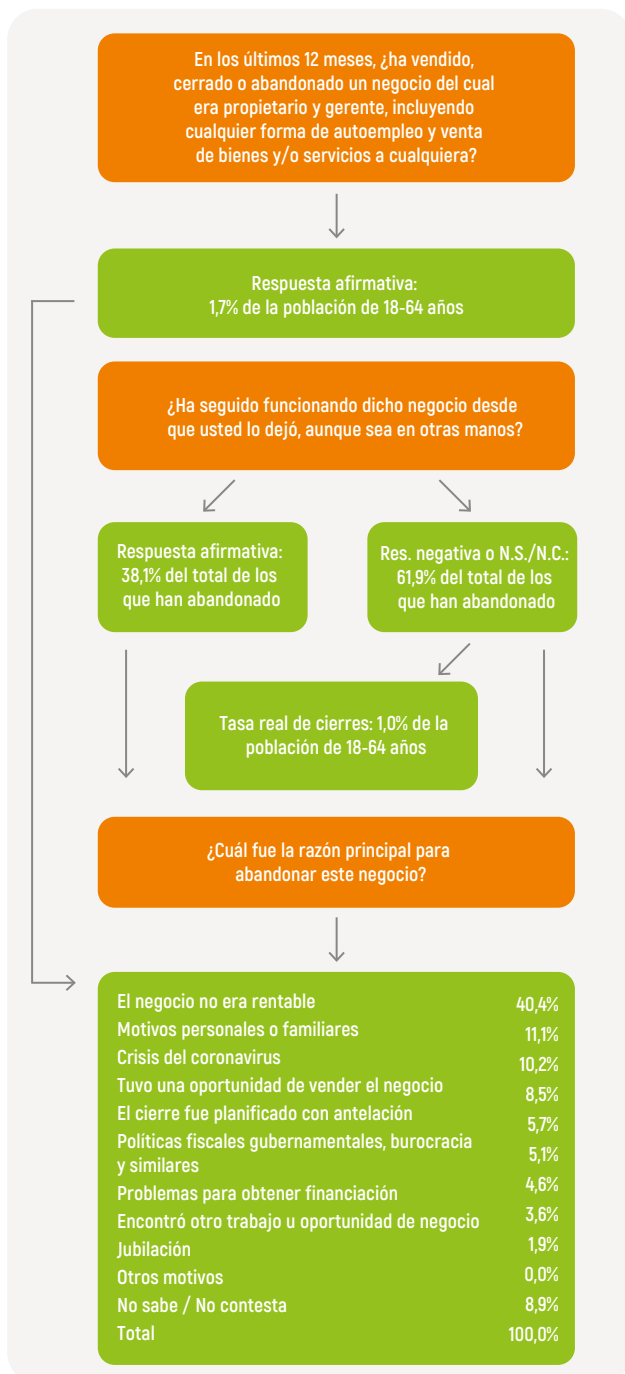 En los últimos 12 meses, ¿ha vendido,
cerrado o abandonado un negocio del cual
era propietario y gerente, incluyendo
cualquier forma de autoempleo y venta
de bienes y/o servicios a cualquiera?
Respuesta afirmativa:
1,7% de la población de 18-64 años
¿Ha seguido funcionando dicho negocio desde
que usted lo dejó, aunque sea en otras manos?
Respuesta afirmativa:
38,1% del total de los
que han abandonado
Res. negativa o N.S./N.C.:
61,9% del total de los
que han abandonado
Tasa real de cierres: 1,0% de la
población de 18-64 años
¿Cuál fue la razón principal para
abandonar este negocio?
El negocio no era rentable 40,4%
Motivos personales o familiares 11,1%
Crisis del coronavirus 10,2%
Tuvo una oportunidad de vender el negocio 8,5%
El cierre fue planificado con antelación 5,7%
Políticas fiscales gubernamentales, burocracia
y similares 5,1%
Problemas para obtener financiación 4,6%
Encontró otro trabajo u oportunidad de negocio 3,6%
Jubilación 1,9%
Otros motivos 0,0%
No sabe / No contesta 8,9%
Total 100,0%